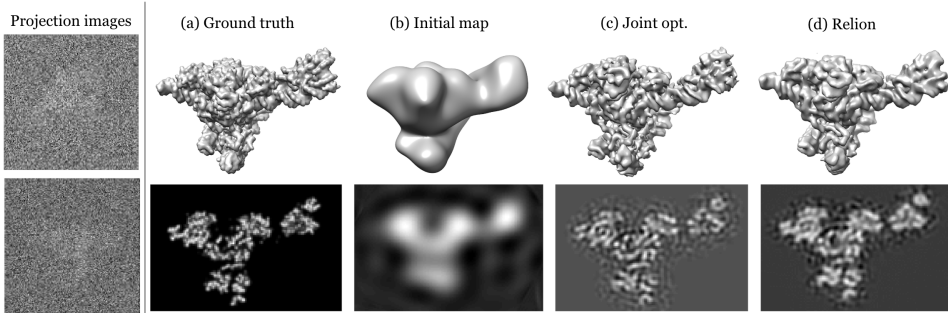 Projection images
(a) Ground truth
(b) Initial map
(c) Joint opt.
(d) Relion